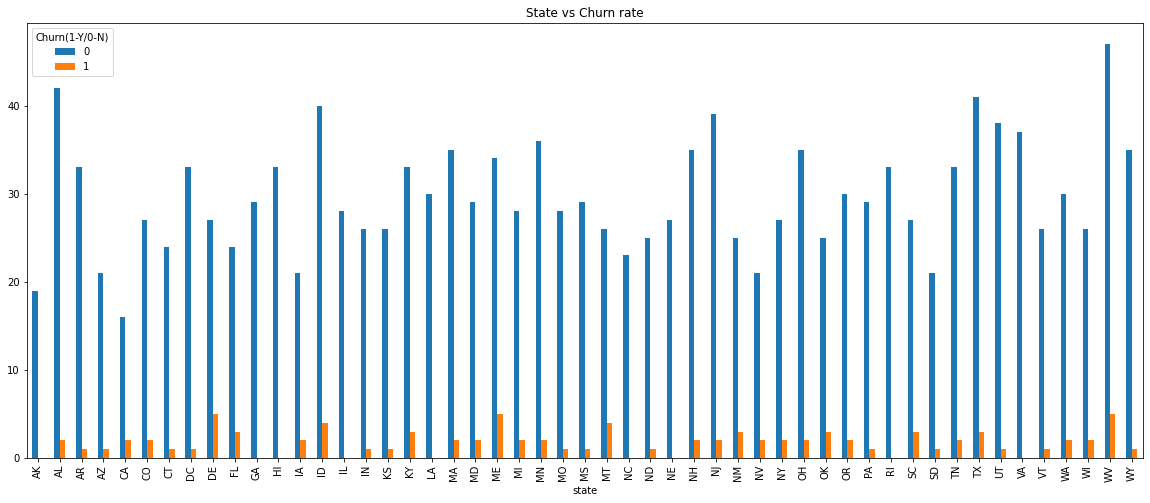 State vs Churn rate
Churn(1-Y/0-N)
0
1
40
30
20
10
0
AK AL AR AZ CA CO CT DC DE FL GA HI IA ID IL IN KS KY LA MA MD ME MI MN MO MS MT NC ND NE NH NJ NM NV NY OH OK OR PA RI SC SD TN TX UT VA VT WA WI WV WY
state